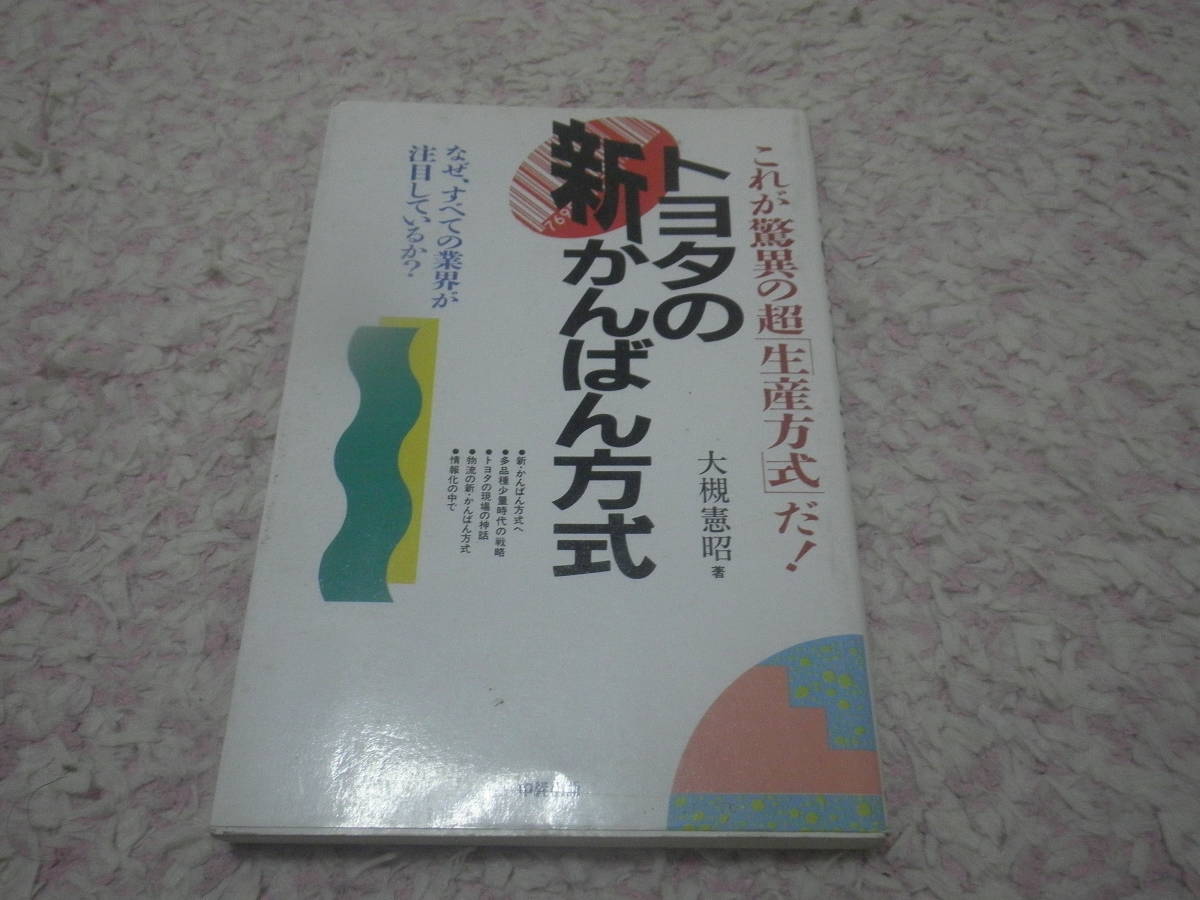 これが驚異の超「生産方式」だ!
トヨタの
新かんばん方式
大槻憲昭 著
なぜ、すべての業界が
注目しているか?
●新・かんばん方式へ
●多品種少量時代の戦略
●トヨタの現場の神話
●物流の新・かんばん方式
●情報化の中で
中経出版